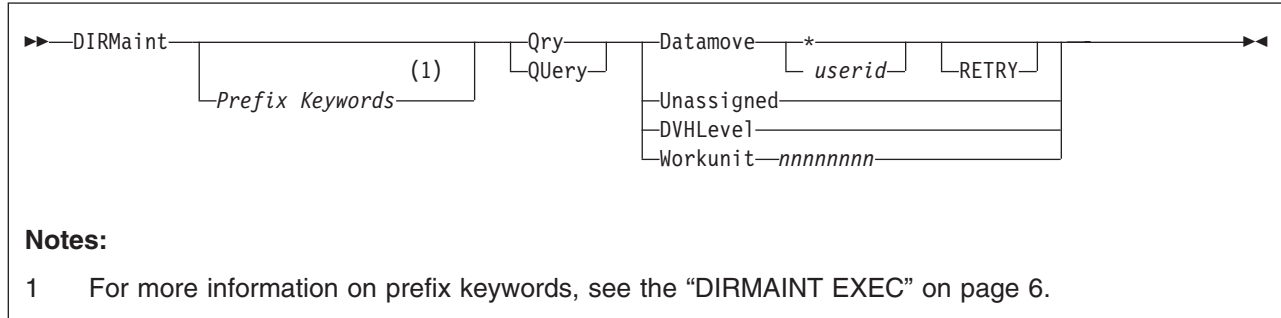 DIRMaint Qry Datamove *
(1) QUery userid RETRY
Prefix Keywords Unassigned
DVHLevel
Workunit nnnnnnnn
Notes:
1 For more information on prefix keywords, see the “DIRMAINT EXEC” on page 6.